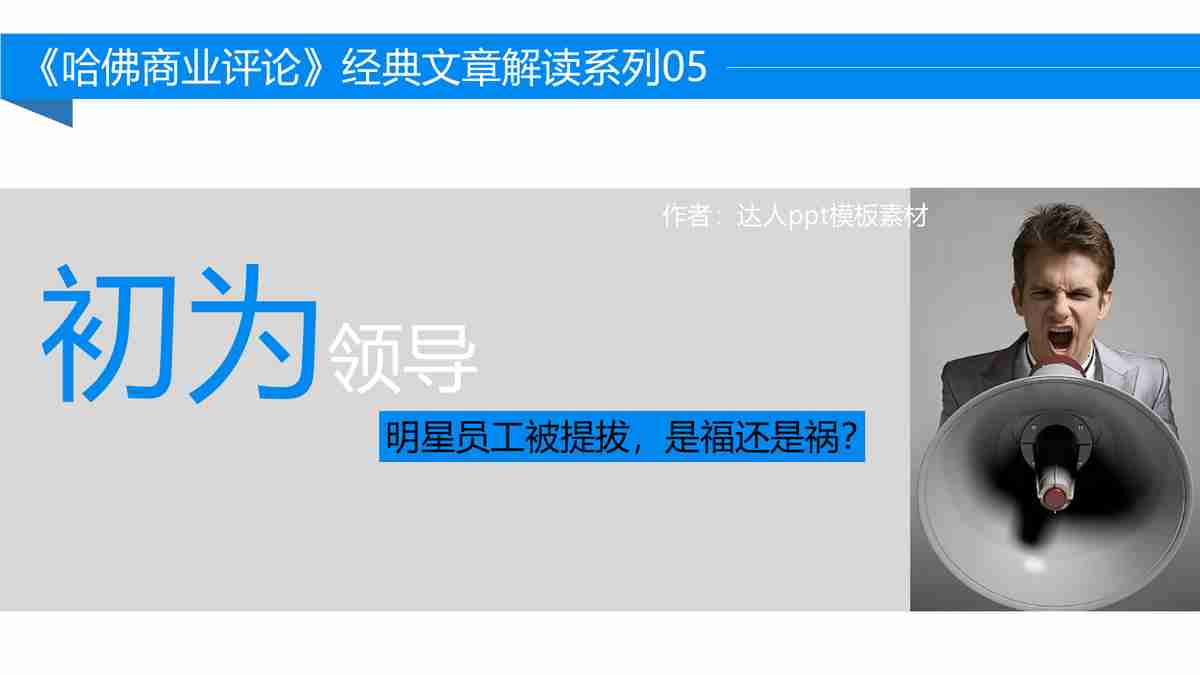 《哈佛商业评论》经典文章解读系列05
作者：达人ppt模板素材
初为领导
明星员工被提拔，是福还是祸？